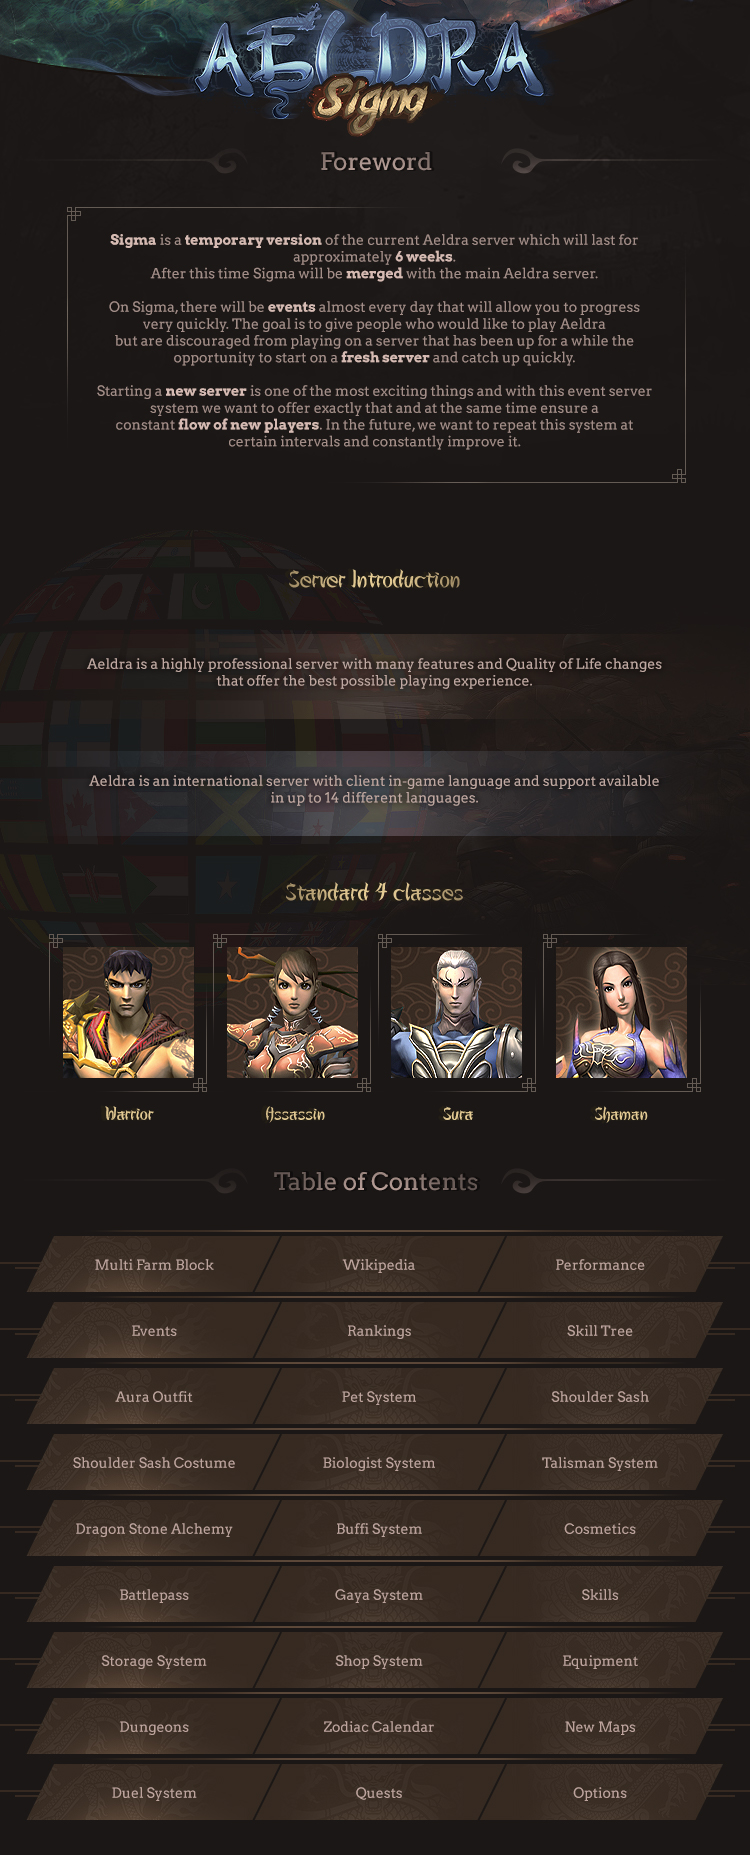 AELDRA
Sigma
Foreword
Sigma is a temporary version of the current Aeldra server which will last for
approximately 6 weeks.
After this time Sigma will be merged with the main Aeldra server.
On Sigma, there will be events almost every day that will allow you to progress
very quickly. The goal is to give people who would like to play Aeldra
but are discouraged from playing on a server that has been up for a while the
opportunity to start on a fresh server and catch up quickly.
Starting a new server is one of the most exciting things and with this event server
system we want to offer exactly that and at the same time ensure a
constant flow of new players. In the future, we want to repeat this system at
certain intervals and constantly improve it.
Server Introduction
Aeldra is a highly professional server with many features and Quality of Life changes
that offer the best possible playing experience.
Aeldra is an international server with client in-game language and support available
in up to 14 different languages.
Standard 4 classes
Warrior
Assassin
Sura
Shaman
Table of Contents
Multi Farm Block
Wikipedia
Performance
Events
Rankings
Skill Tree
Aura Outfit
Pet System
Shoulder Sash
Shoulder Sash Costume
Biologist System
Talisman System
Dragon Stone Alchemy
Buffi System
Cosmetics
Battlepass
Gaya System
Skills
Storage System
Shop System
Equipment
Dungeons
Zodiac Calendar
New Maps
Duel System
Quests
Options